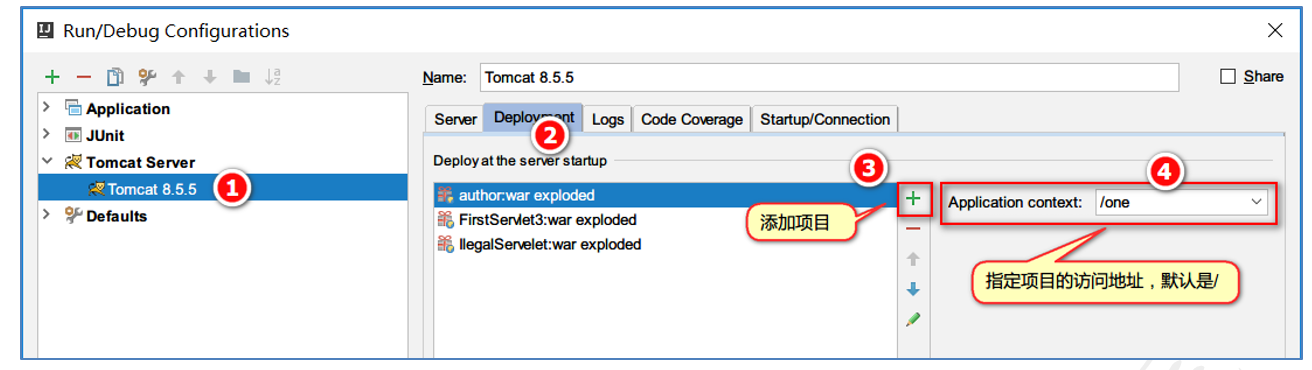 Run/Debug Configurations
Name: Tomcat 8.5.5 Share
Application
JUnit
Tomcat Server
Tomcat 8.5.5 1
Defaults
Server Deployment Logs Code Coverage Startup/Connection
2
Deploy at the server startup
3
4
author:war exploded
FirstServlet3:war exploded
IlegalServelet:war exploded
添加项目
Application context: /one
指定项目的访问地址，默认是/